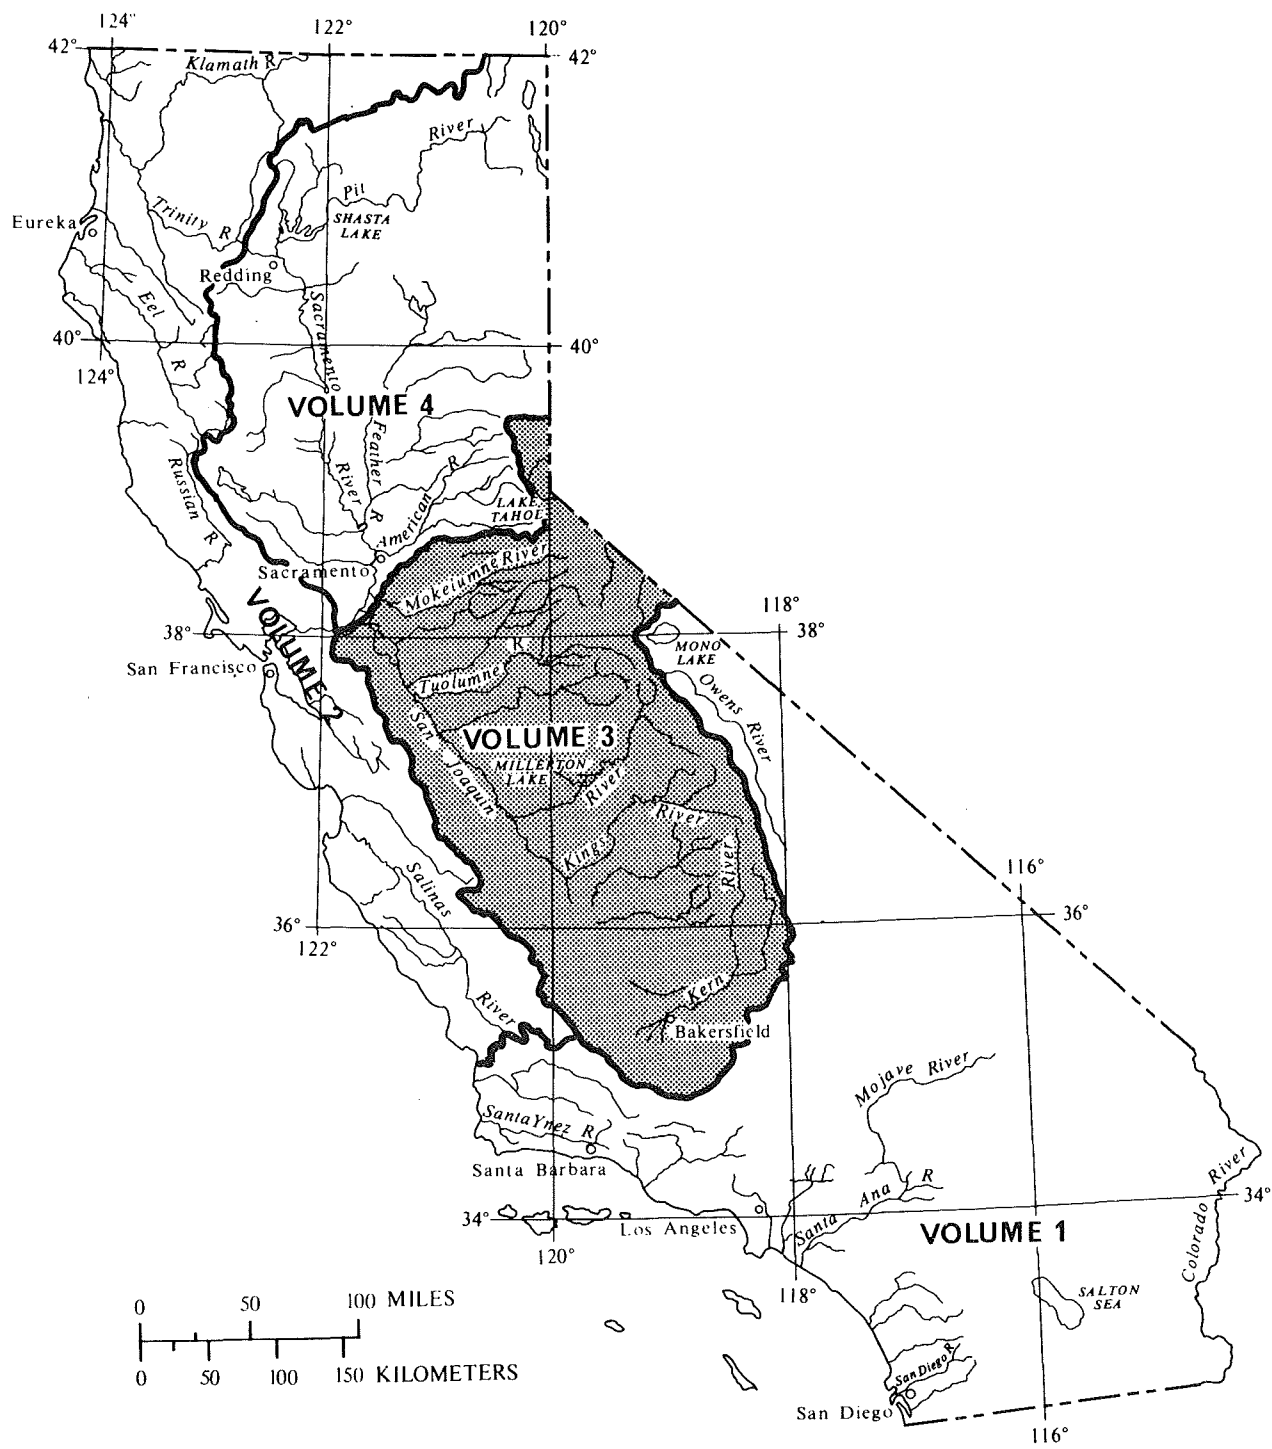 124° 122° 120°
42° 42°
Klamath R
River
Pit
Trinity R
SHASTA
LAKE
Eureka
Redding
Eel
R
Sacramento
40° 40°
124°
VOLUME 4
Feather
R
River
Russian
R
American
R
LAKE
TAHOE
Sacramento
Mokelumne River
VOLUME
118°
38° 38°
MONO
LAKE
San Francisco
R
Tuolumne
Owens River
San Joaquin
VOLUME 3
MILLERTON
LAKE
River
River
Kings
River
116°
Salinas
36° 36°
122°
River
Kern
Bakersfield
Mojave River
Santa Ynez R
Santa Barbara
River
Santa Ana R
34° 34°
Los Angeles
VOLUME 1
Colorado
120°
118°
SALTON
SEA
0 50 100 MILES
0 50 100 150 KILOMETERS
San Diego R
San Diego
116°